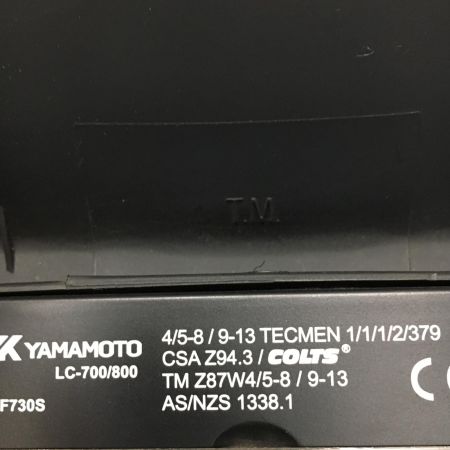 T.M.
YAMAMOTO
LC-700/800
F730S
4/5-8 / 9-13 TECMEN 1/1/1/2/379
CSA Z94.3 / COLTS®
TM Z87W4/5-8 / 9-13
AS/NZS 1338.1